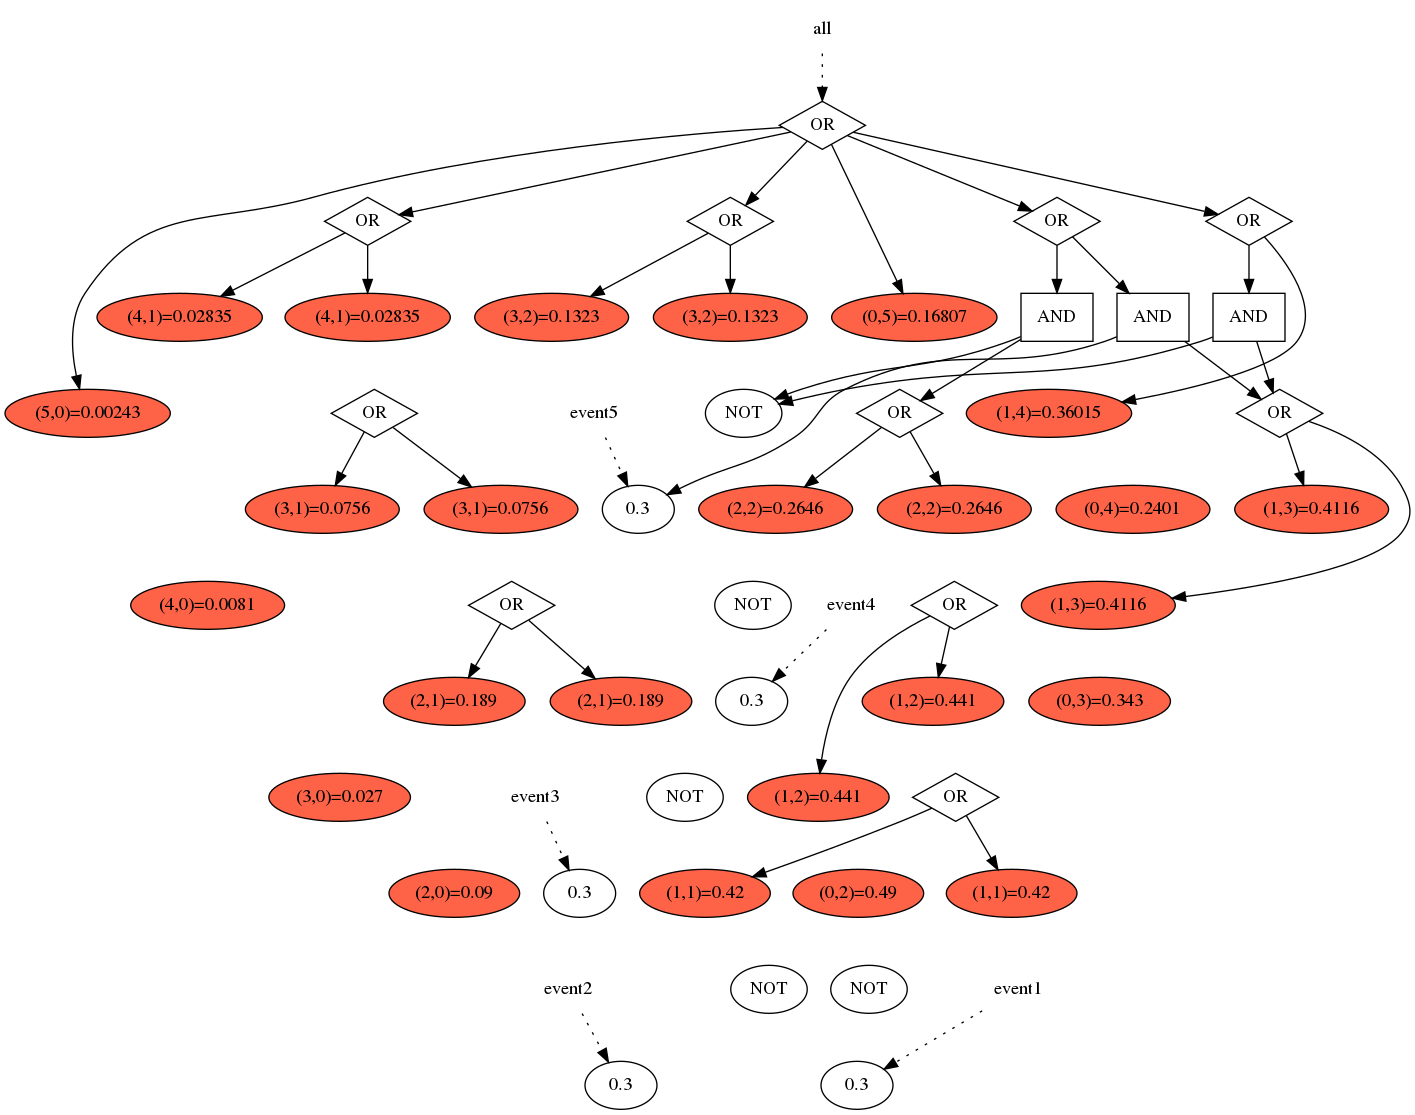 all
OR
OR
OR
OR
OR
(4,1)=0.02835
(4,1)=0.02835
(3,2)=0.1323
(3,2)=0.1323
(0,5)=0.16807
AND
AND
AND
(5,0)=0.00243
OR
event5
NOT
OR
(1,4)=0.36015
OR
(3,1)=0.0756
(3,1)=0.0756
0.3
(2,2)=0.2646
(2,2)=0.2646
(0,4)=0.2401
(1,3)=0.4116
(4,0)=0.0081
OR
NOT
event4
OR
(1,3)=0.4116
(2,1)=0.189
(2,1)=0.189
0.3
(1,2)=0.441
(0,3)=0.343
(3,0)=0.027
event3
NOT
(1,2)=0.441
OR
(2,0)=0.09
0.3
(1,1)=0.42
(0,2)=0.49
(1,1)=0.42
event2
NOT
NOT
event1
0.3
0.3